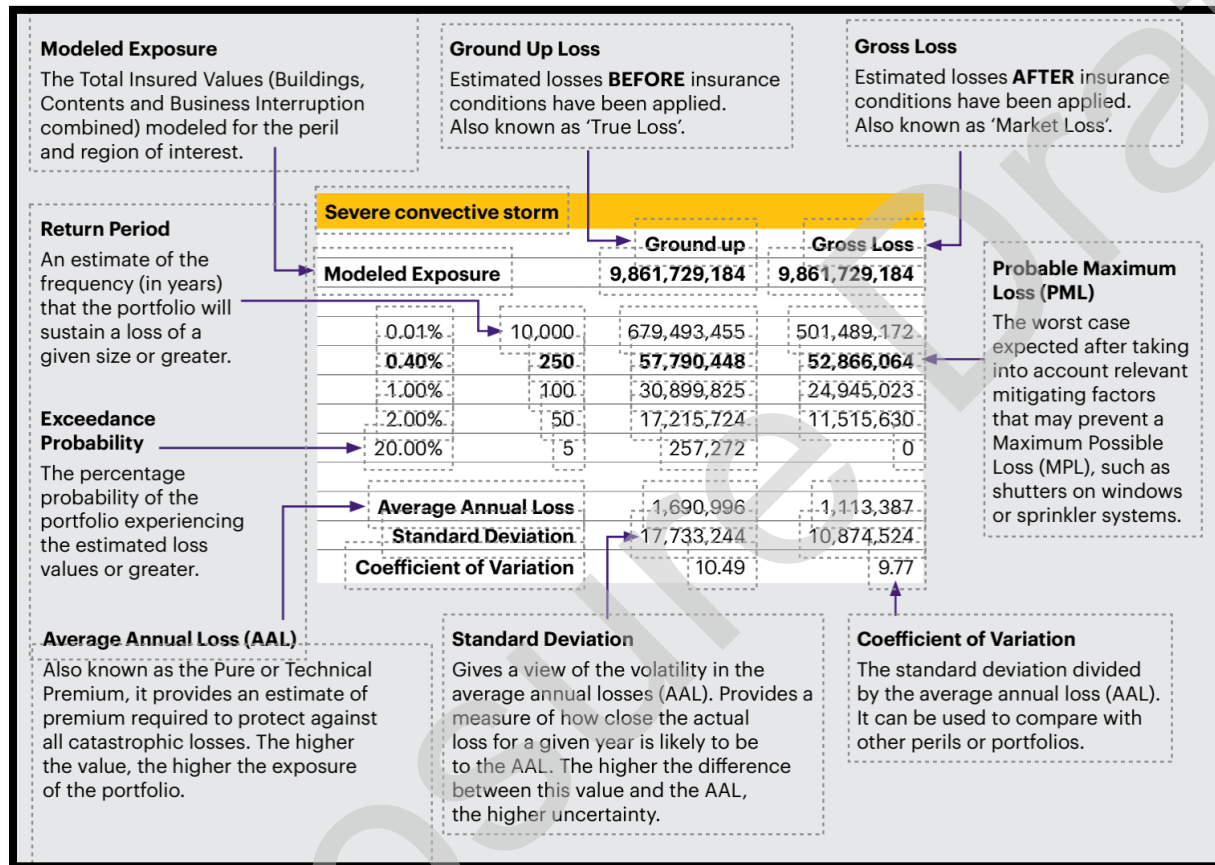 Modeled Exposure
The Total Insured Values (Buildings,
Contents and Business Interruption
combined) modeled for the peril
and region of interest.
Ground Up Loss
Estimated losses BEFORE insurance
conditions have been applied.
Also known as ‘True Loss’.
Gross Loss
Estimated losses AFTER insurance
conditions have been applied.
Also known as ‘Market Loss’.
Return Period
An estimate of the
frequency (in years)
that the portfolio will
sustain a loss of a
given size or greater.
Exceedance
Probability
The percentage
probability of the
portfolio experiencing
the estimated loss
values or greater.
Severe convective storm
Ground up Gross Loss
Modeled Exposure 9,861,729,184 9,861,729,184
0.01% 10,000 679,493,455 501,489,172
0.40% 250 57,790,448 52,866,064
1.00% 100 30,899,825 24,945,023
2.00% 50 17,215,724 11,515,630
20.00% 5 257,272 0
Average Annual Loss 1,690,996 1,113,387
Standard Deviation 17,733,244 10,874,524
Coefficient of Variation 10.49 9.77
Probable Maximum
Loss (PML)
The worst case
expected after taking
into account relevant
mitigating factors
that may prevent a
Maximum Possible
Loss (MPL), such as
shutters on windows
or sprinkler systems.
Average Annual Loss (AAL)
Also known as the Pure or Technical
Premium, it provides an estimate of
premium required to protect against
all catastrophic losses. The higher
the value, the higher the exposure
of the portfolio.
Standard Deviation
Gives a view of the volatility in the
average annual losses (AAL). Provides a
measure of how close the actual
loss for a given year is likely to be
to the AAL. The higher the difference
between this value and the AAL,
the higher uncertainty.
Coefficient of Variation
The standard deviation divided
by the average annual loss (AAL).
It can be used to compare with
other perils or portfolios.